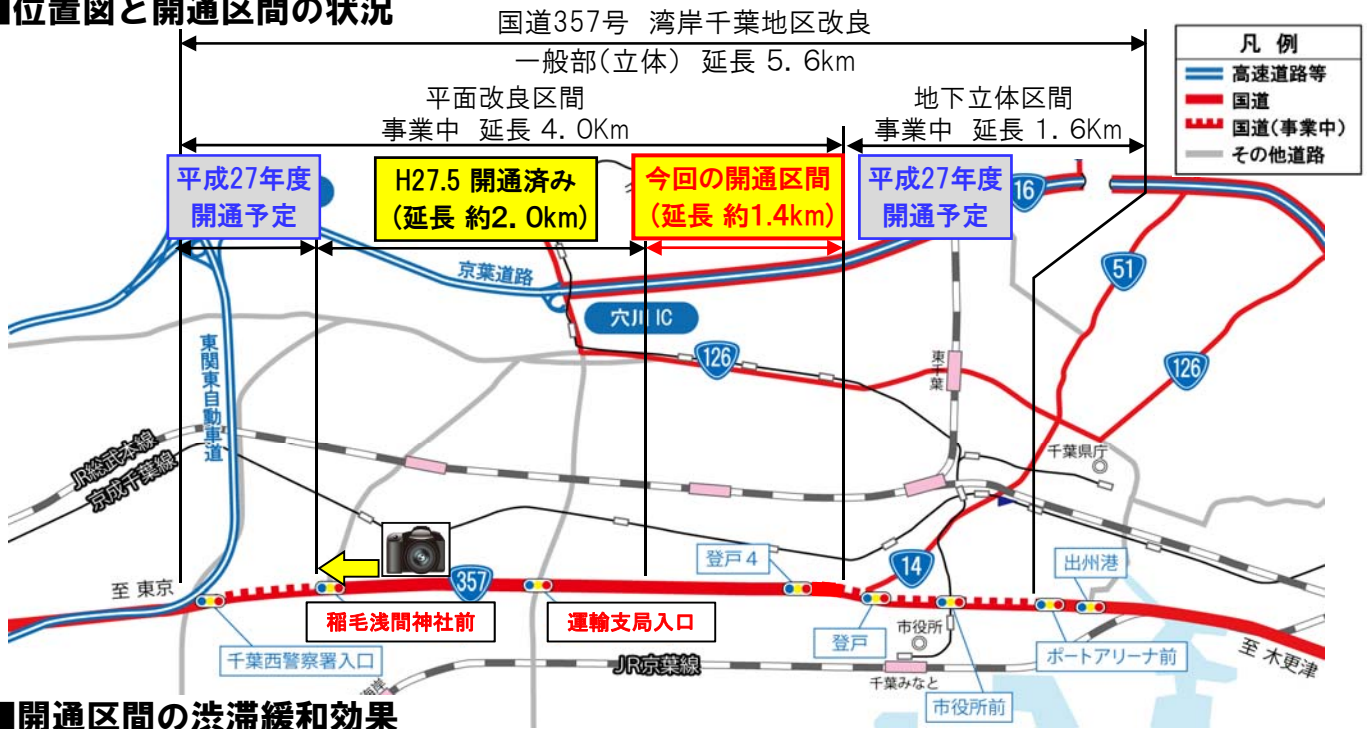 ■位置図と開通区間の状況
国道357号 湾岸千葉地区改良
一般部(立体) 延長 5.6km
平面改良区間
事業中 延長 4.0Km
地下立体区間
事業中 延長 1.6Km
凡 例
高速道路等
国道
国道(事業中)
その他道路
平成27年度
開通予定
H27.5 開通済み
(延長 約2.0km)
今回の開通区間
(延長 約1.4km)
平成27年度
開通予定
16
京葉道路
穴川 IC
51
126
126
東関東自動車道
東千葉
千葉県庁
JR総武本線
京成千葉線
登戸4
14
出州港
至 東京
357
稲毛浅間神社前
運輸支局入口
登戸
市役所
ポートアリーナ前
至 木更津
千葉西警察署入口
JR京葉線
千葉みなと
市役所前
■開通区間の渋滞緩和効果